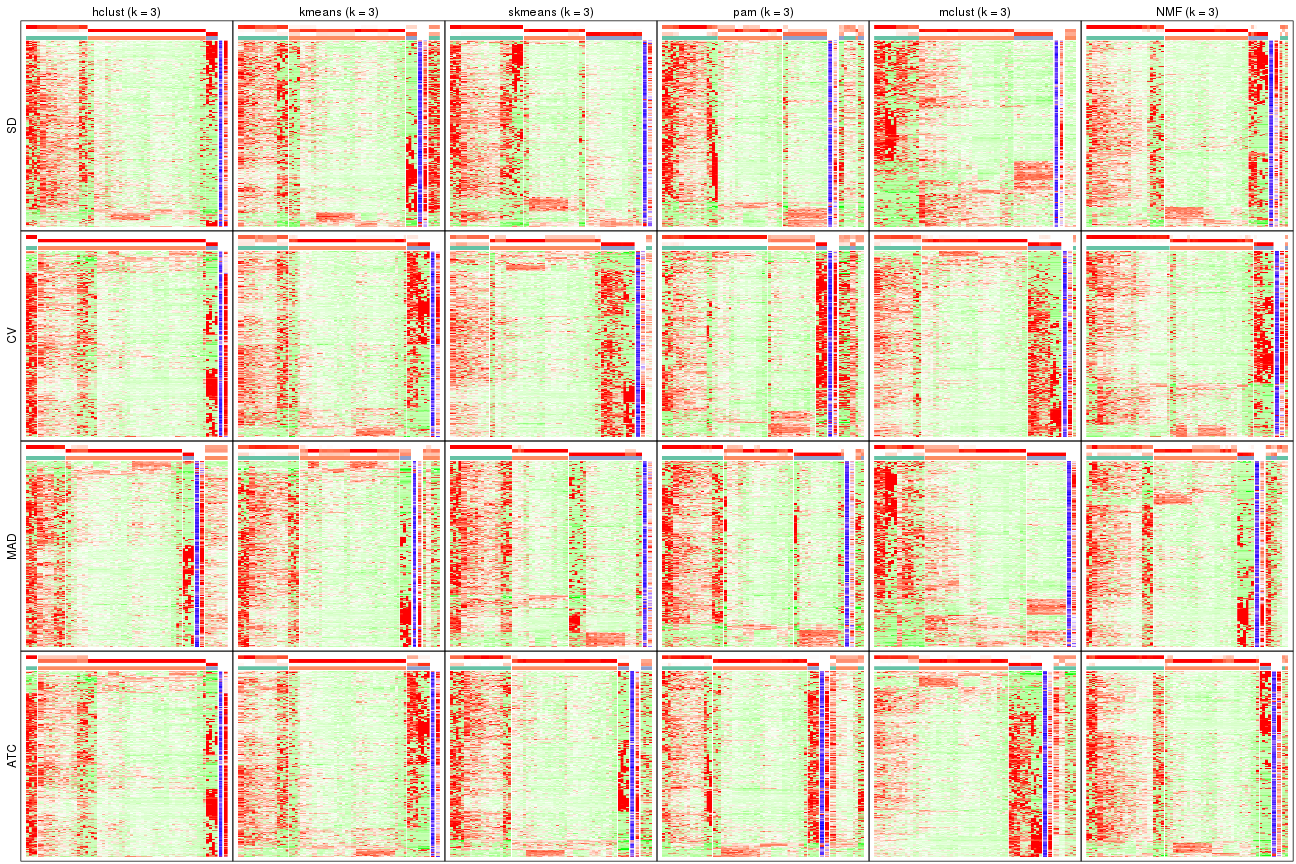 hclust (k = 3) kmeans (k = 3) skmeans (k = 3) pam (k = 3) mclust (k = 3) NMF (k = 3)
SD
CV
MAD
ATC